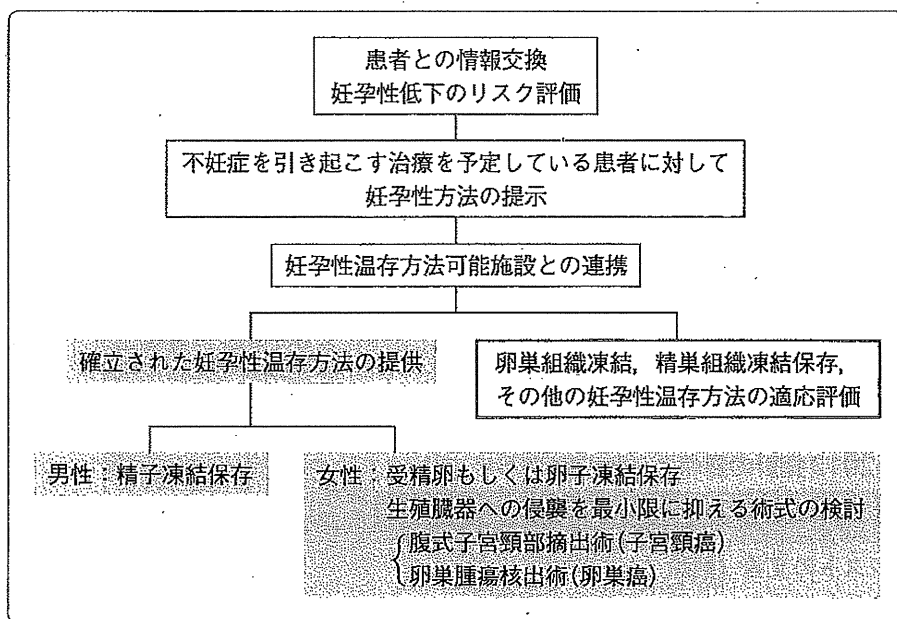 患者との情報交換
妊孕性低下のリスク評価
不妊症を引き起こす治療を予定している患者に対して
妊孕性方法の提示
妊孕性温存方法可能施設との連携
確立された妊孕性温存方法の提供
卵巣組織凍結，精巣組織凍結保存，
その他の妊孕性温存方法の適応評価
男性：精子凍結保存
女性：受精卵もしくは卵子凍結保存
生殖臓器への侵襲を最小限に抑える術式の検討
腹式子宮頸部摘出術(子宮頸癌)
卵巣腫瘍核出術(卵巣癌)